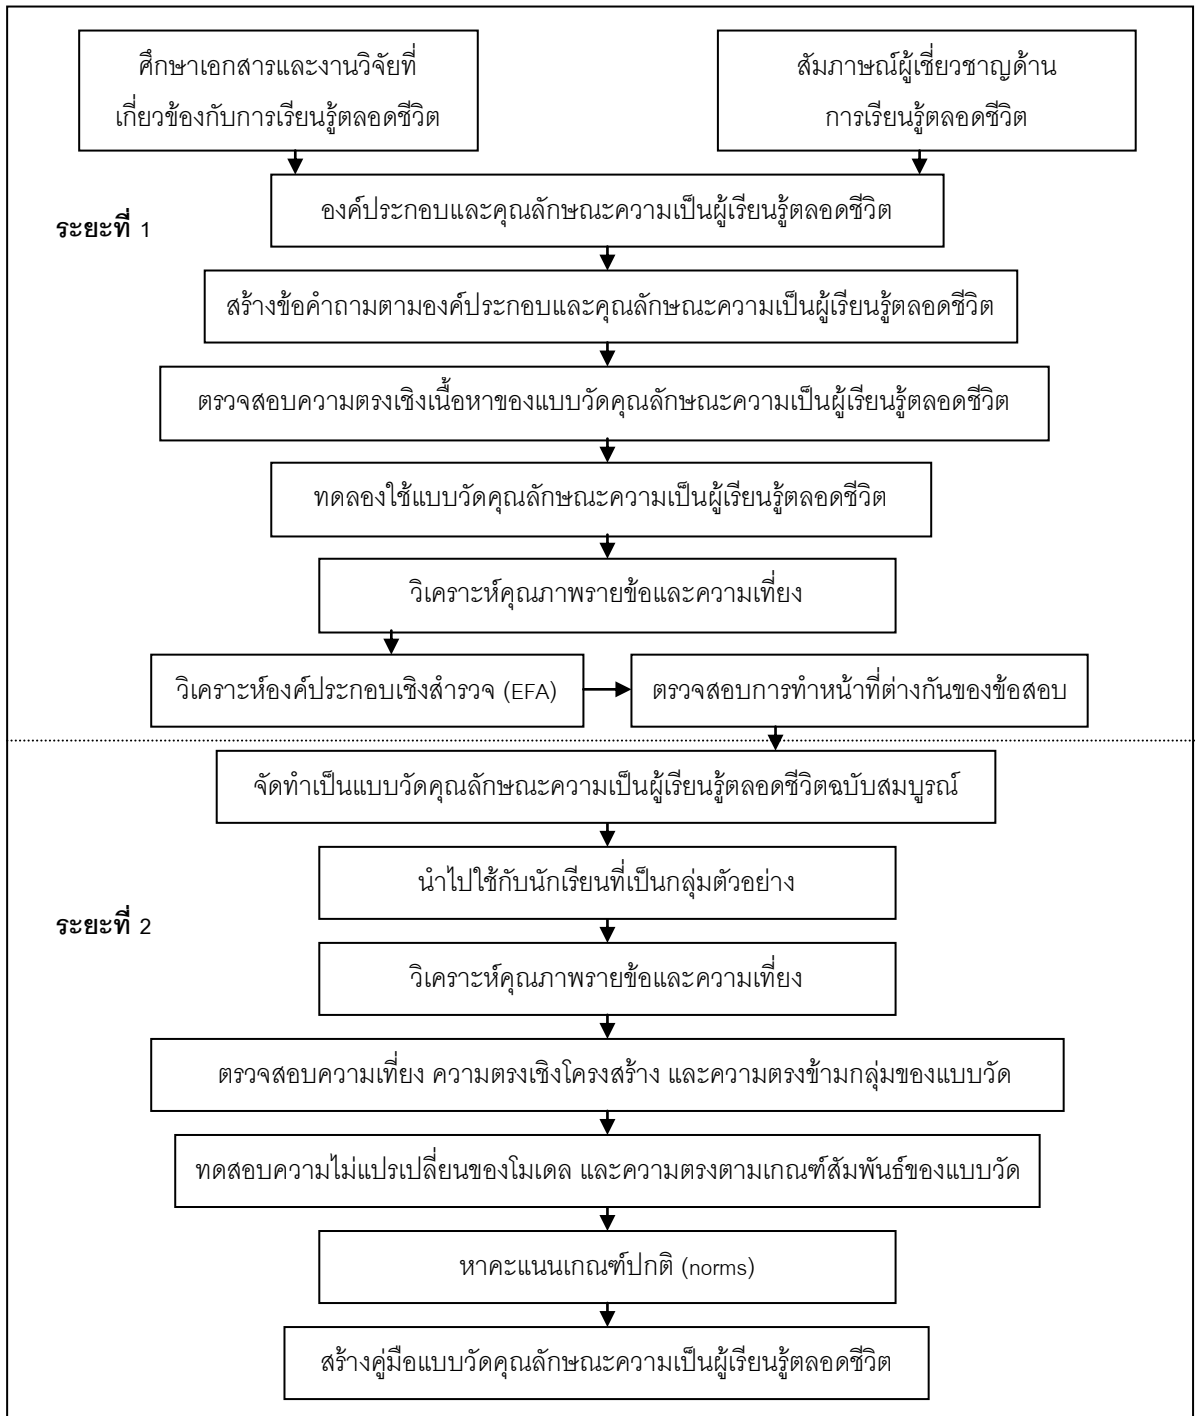 ศึกษาเอกสารและงานวิจัยที่
เกี่ยวข้องกับการเรียนรู้ตลอดชีวิต
สัมภาษณ์ผู้เชี่ยวชาญด้าน
การเรียนรู้ตลอดชีวิต
องค์ประกอบและคุณลักษณะความเป็นผู้เรียนรู้ตลอดชีวิต
ระยะที่ 1
สร้างข้อคำถามตามองค์ประกอบและคุณลักษณะความเป็นผู้เรียนรู้ตลอดชีวิต
ตรวจสอบความตรงเชิงเนื้อหาของแบบวัดคุณลักษณะความเป็นผู้เรียนรู้ตลอดชีวิต
ทดลองใช้แบบวัดคุณลักษณะความเป็นผู้เรียนรู้ตลอดชีวิต
วิเคราะห์คุณภาพรายข้อและความเที่ยง
วิเคราะห์องค์ประกอบเชิงสำรวจ (EFA)
ตรวจสอบการทำหน้าที่ต่างกันของข้อสอบ
จัดทำเป็นแบบวัดคุณลักษณะความเป็นผู้เรียนรู้ตลอดชีวิตฉบับสมบูรณ์
นำไปใช้กับนักเรียนที่เป็นกลุ่มตัวอย่าง
ระยะที่ 2
วิเคราะห์คุณภาพรายข้อและความเที่ยง
ตรวจสอบความเที่ยง ความตรงเชิงโครงสร้าง และความตรงข้ามกลุ่มของแบบวัด
ทดสอบความไม่แปรเปลี่ยนของโมเดล และความตรงตามเกณฑ์สัมพันธ์ของแบบวัด
หาคะแนนเกณฑ์ปกติ (norms)
สร้างคู่มือแบบวัดคุณลักษณะความเป็นผู้เรียนรู้ตลอดชีวิต